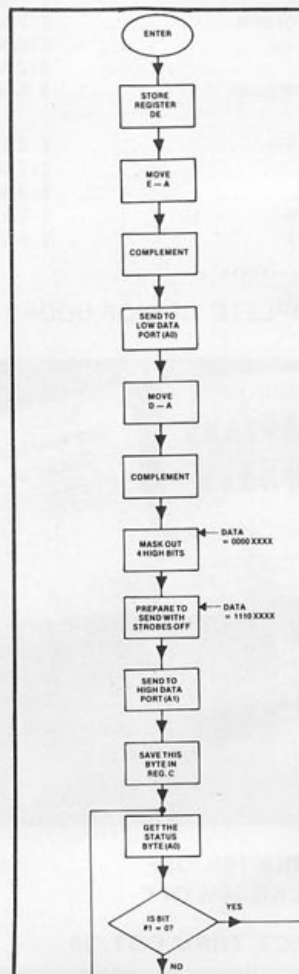 ENTER
STORE
REGISTER
DE
MOVE
E — A
COMPLEMENT
SEND TO
LOW DATA
PORT (A0)
MOVE
D — A
COMPLEMENT
MASK OUT
4 HIGH BITS
DATA
= 0000 XXXX
PREPARE TO
SEND WITH
STROBES OFF
DATA
= 1110 XXXX
SEND TO
HIGH DATA
PORT (A1)
SAVE THIS
BYTE IN
REG. C
GET THE
STATUS
BYTE (A0)
YES
IS BIT
#1 = 0?
NO